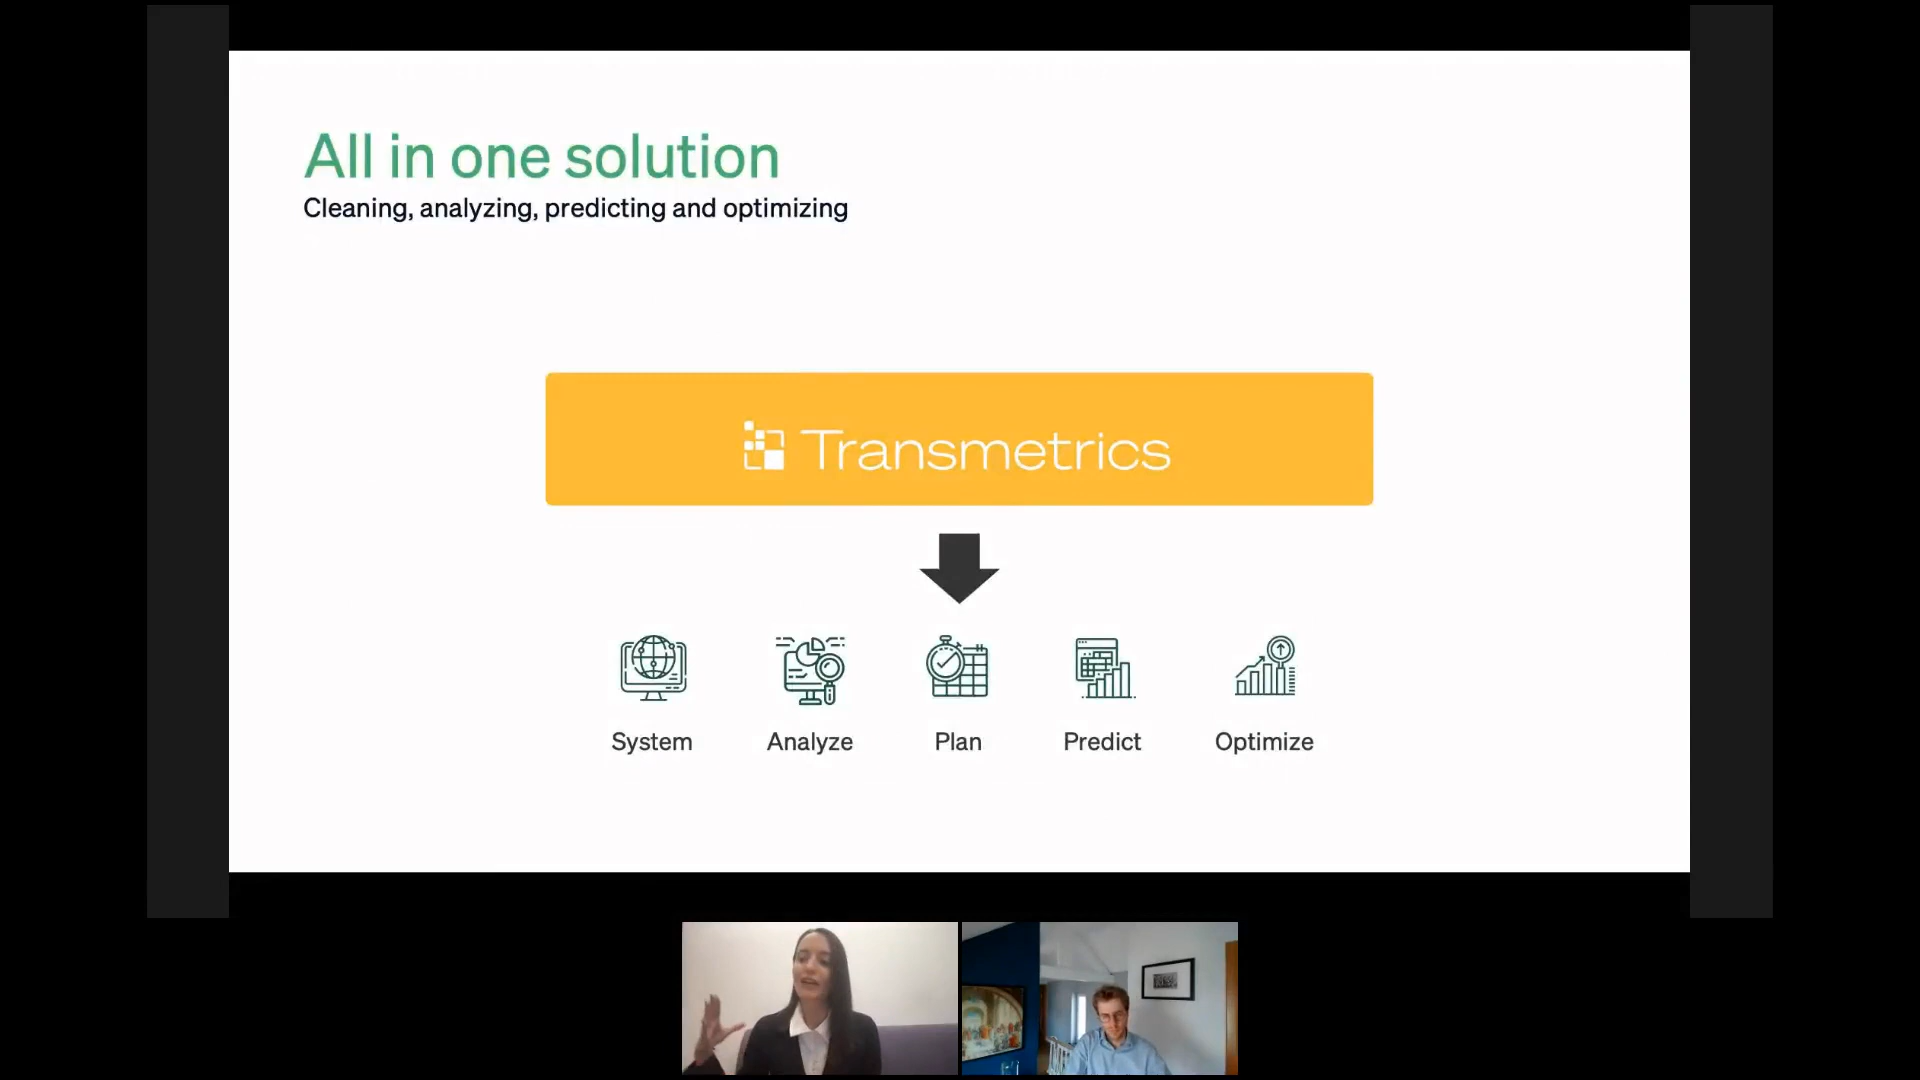 All in one solution
Cleaning, analyzing, predicting and optimizing
Transmetrics
System Analyze Plan Predict Optimize